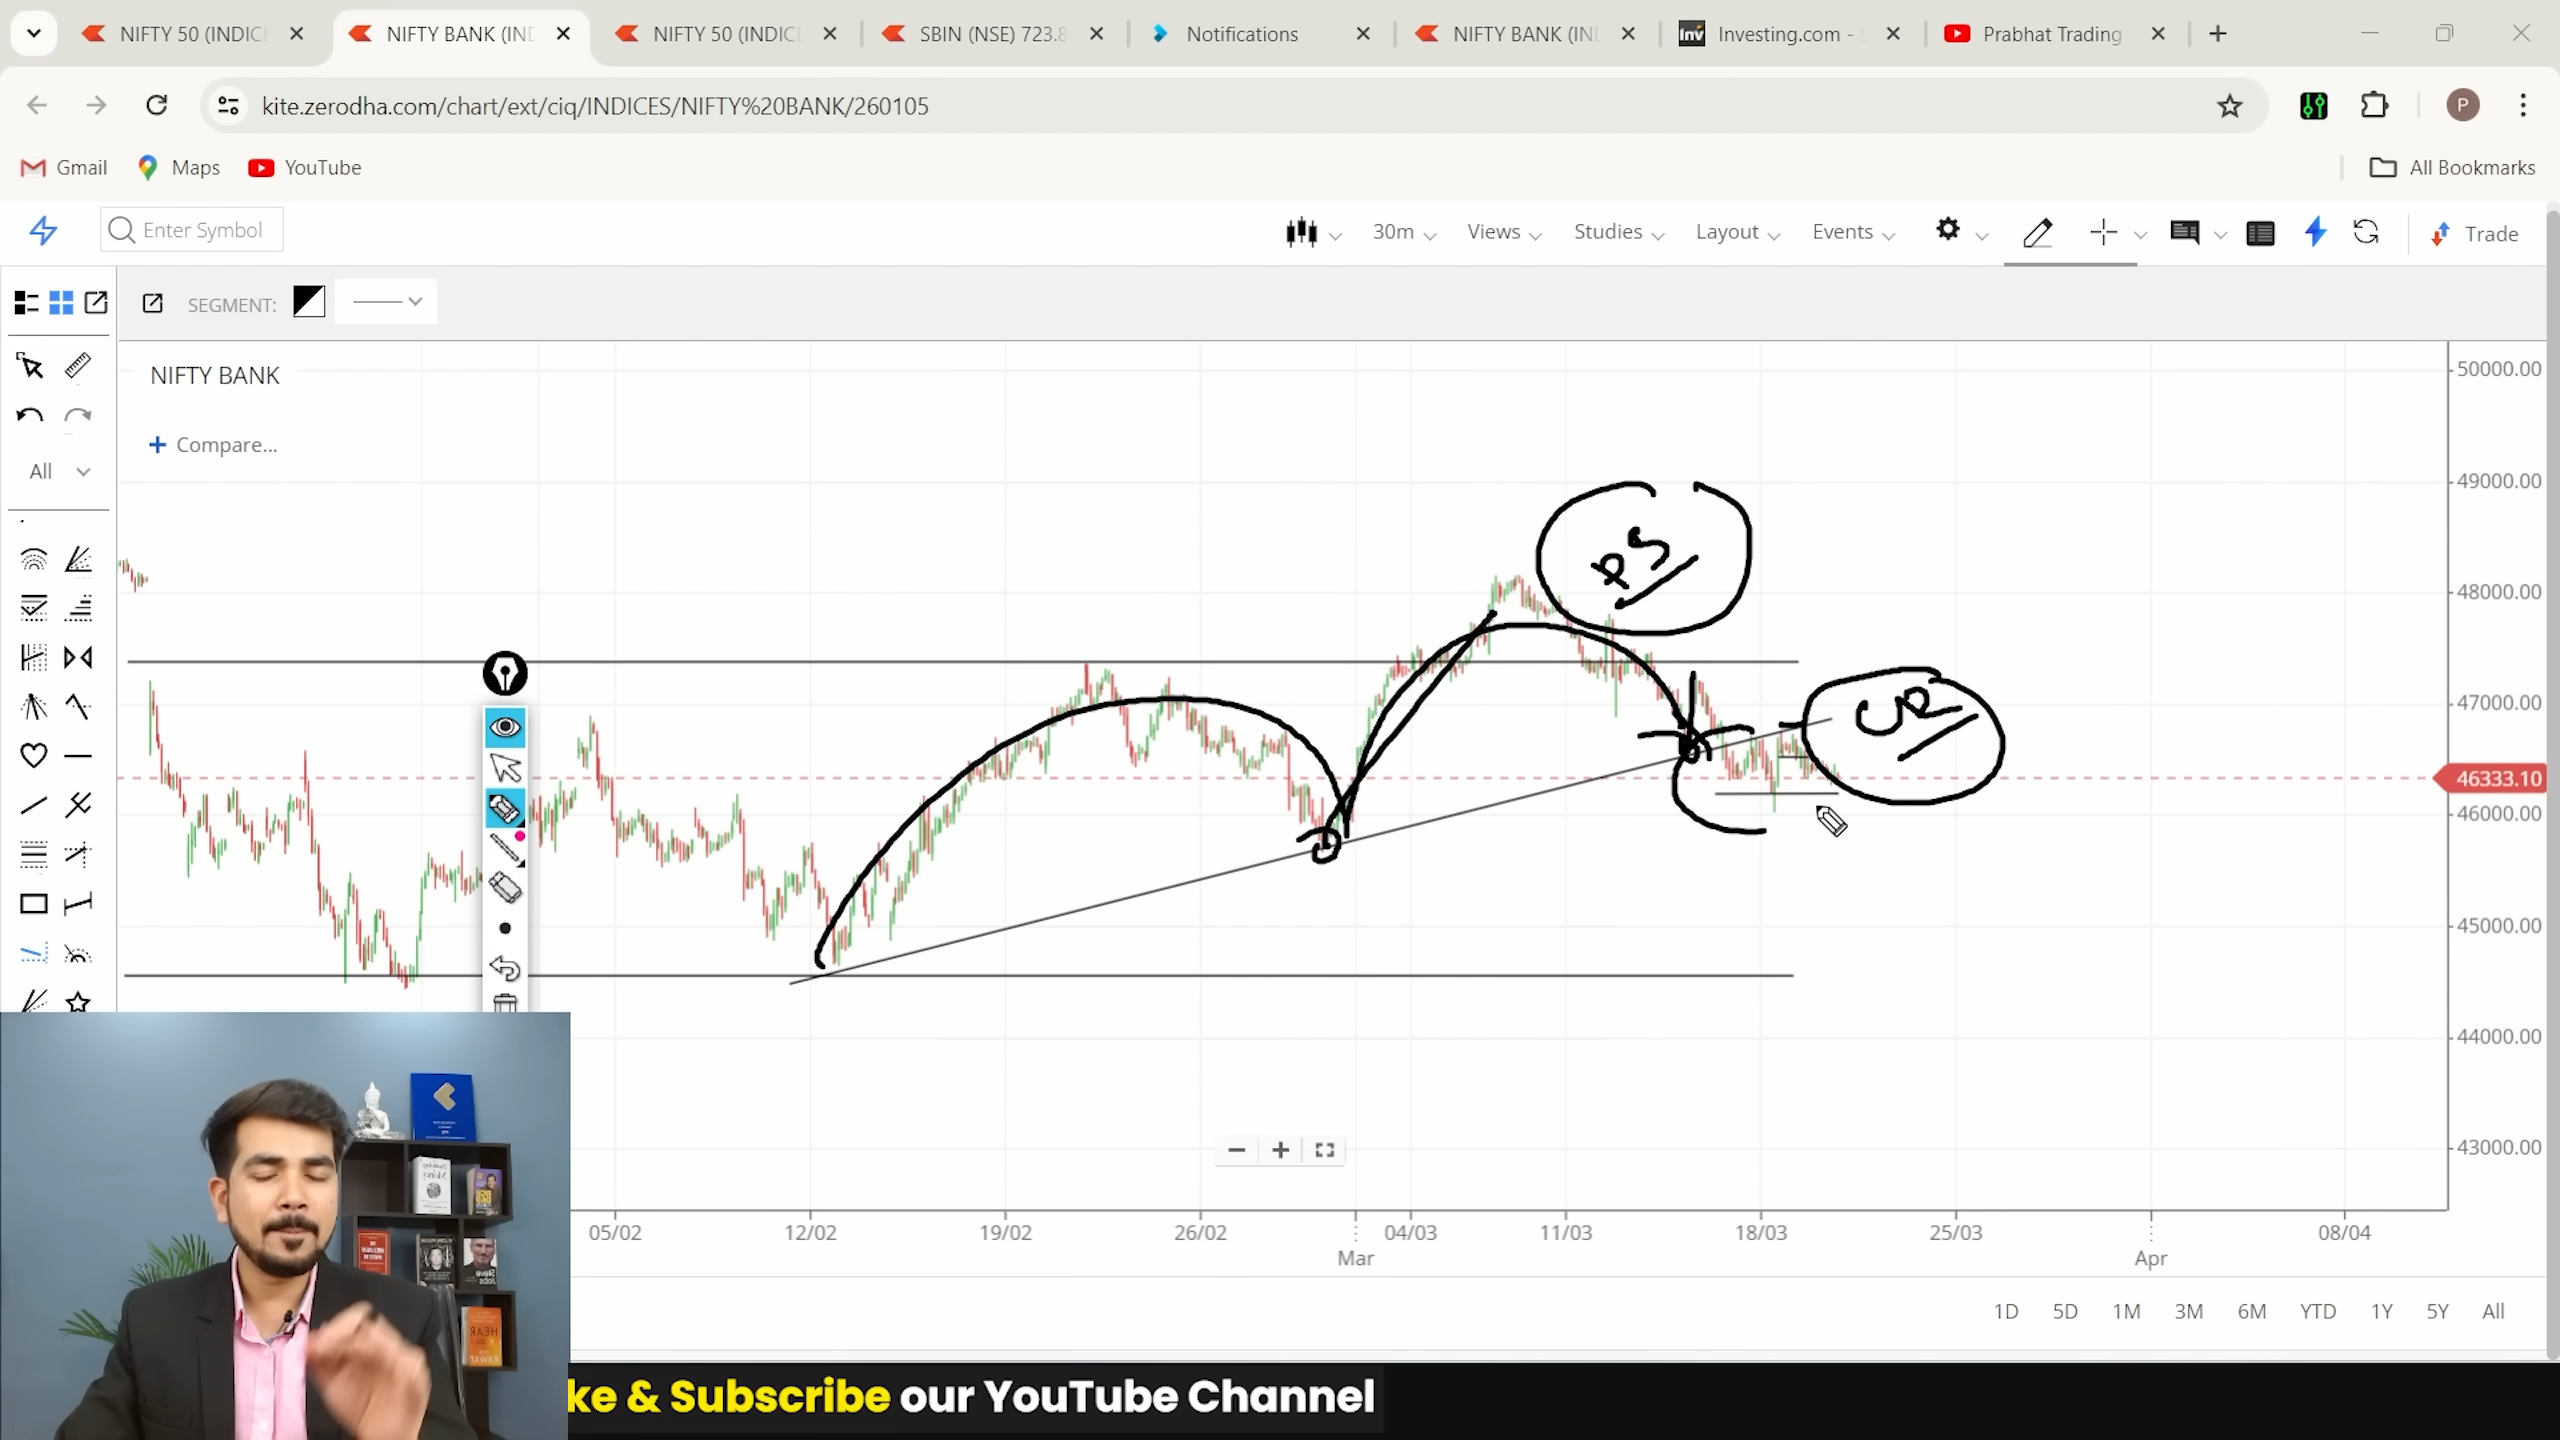 NIFTY 50 (INDIC
NIFTY BANK (IND
NIFTY 50 (INDIC
SBIN (NSE) 723.8
Notifications
NIFTY BANK (IN
Inv Investing.com -
Prabhat Trading
kite.zerodha.com/chart/ext/ciq/INDICES/NIFTY%20BANK/260105
P
Gmail
Maps
YouTube
All Bookmarks
Enter Symbol
30m
Views
Studies
Layout
Events
Trade
SEGMENT:
NIFTY BANK
+ Compare...
All
PS
CR
50000.00
49000.00
48000.00
47000.00
46333.10
46000.00
45000.00
44000.00
43000.00
05/02
12/02
19/02
26/02
Mar
04/03
11/03
18/03
25/03
Apr
08/04
1D 5D 1M 3M 6M YTD 1Y 5Y All
ke & Subscribe our YouTube Channel